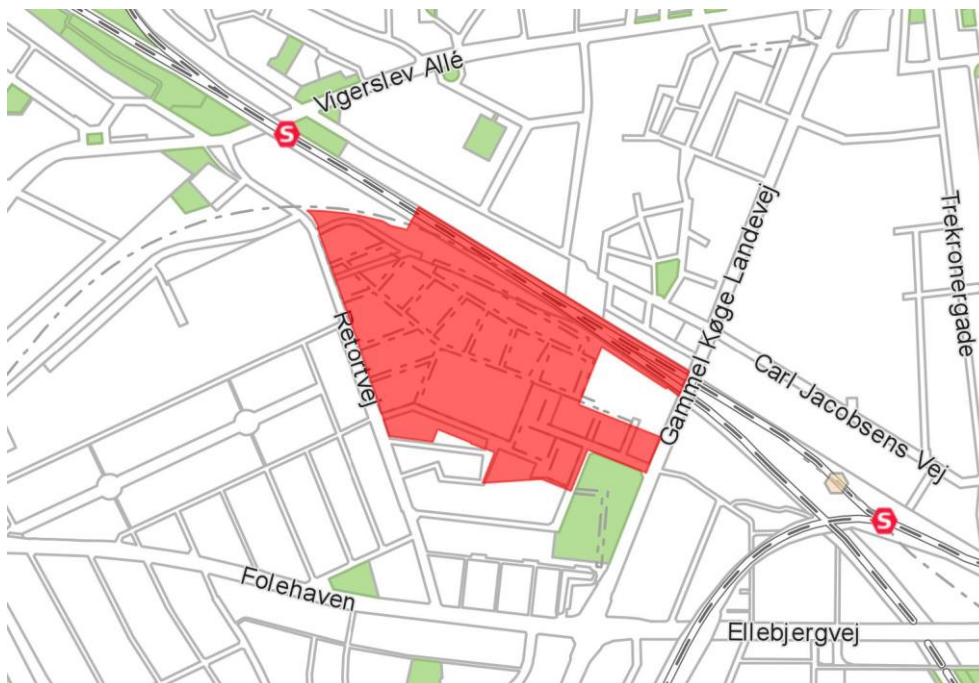 Vigerslev Allé
S
Gammel Køge Landevej
Trekronergade
Retortvej
Carl Jacobsens Vej
S
Folehaven
Ellebjergvej